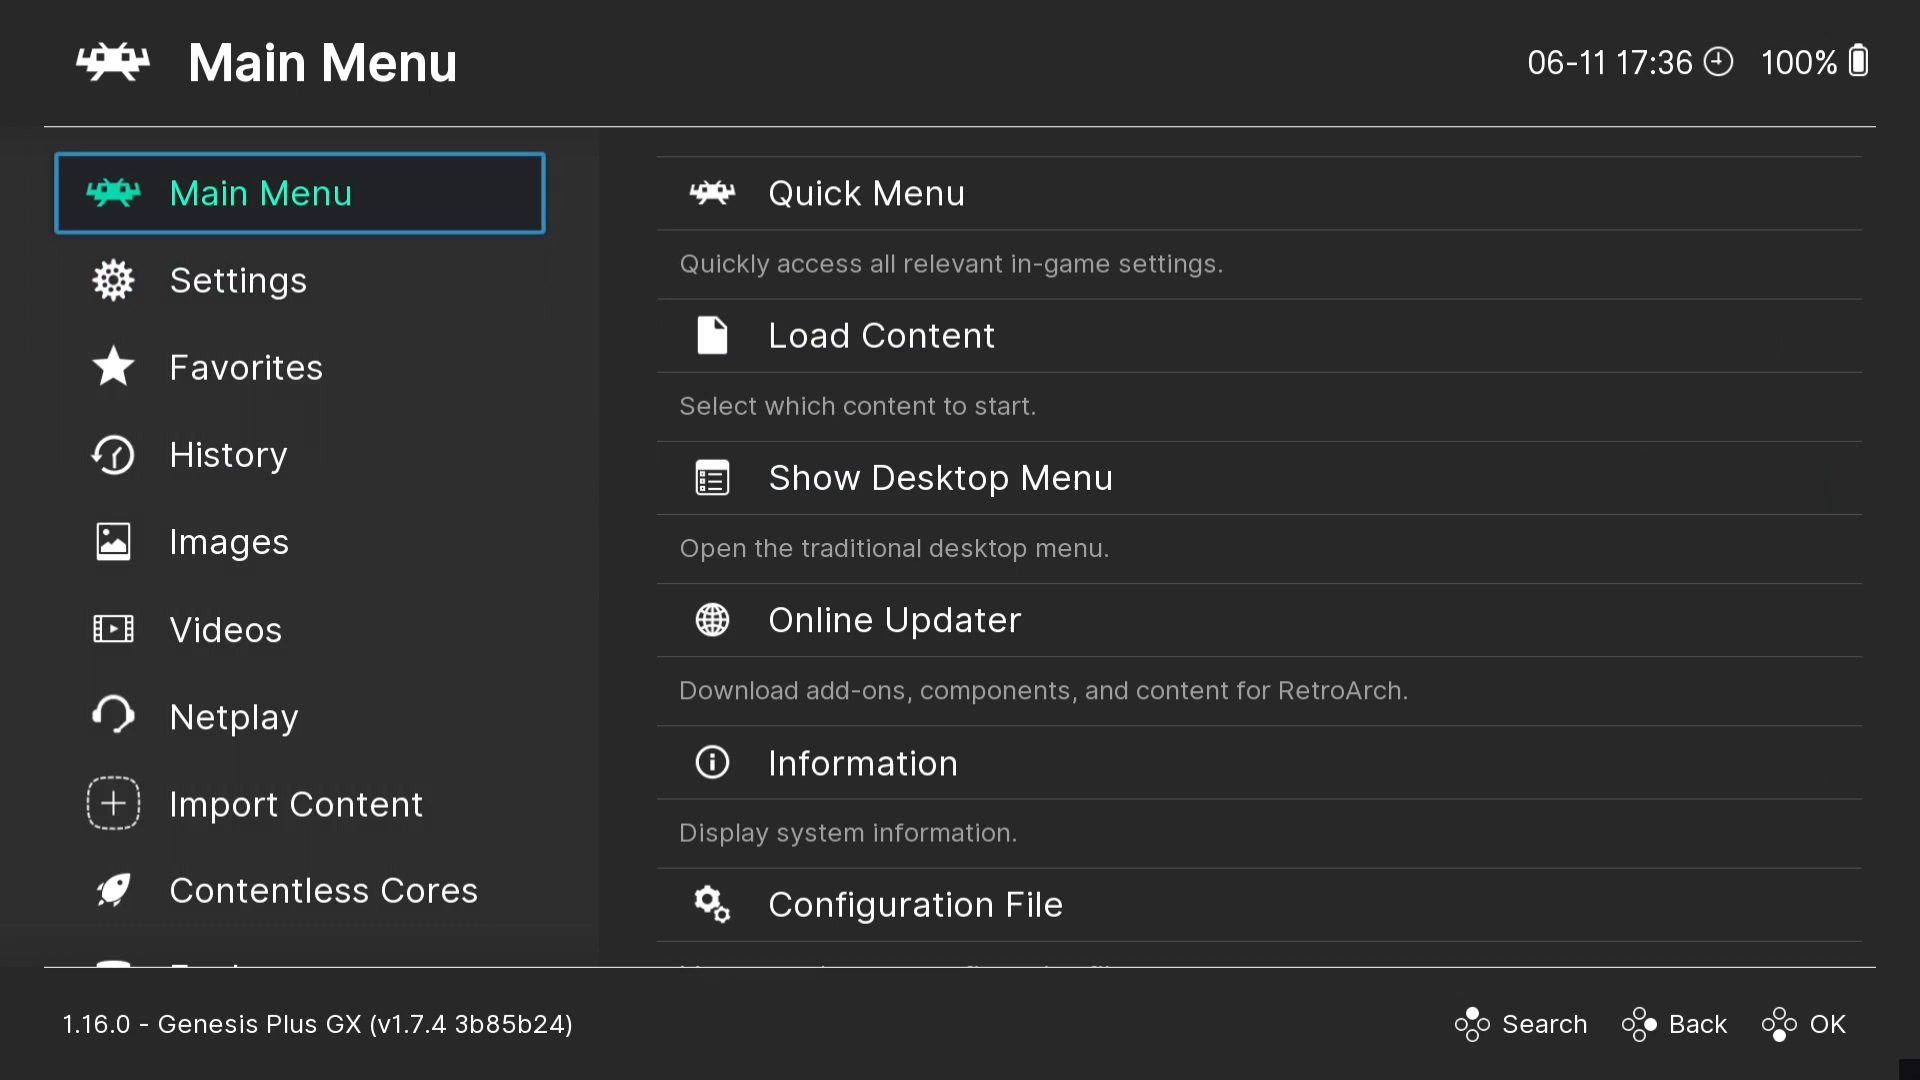 Main Menu
06-11 17:36
100%
Main Menu
Settings
Favorites
History
Images
Videos
Netplay
Import Content
Contentless Cores
Quick Menu
Quickly access all relevant in-game settings.
Load Content
Select which content to start.
Show Desktop Menu
Open the traditional desktop menu.
Online Updater
Download add-ons, components, and content for RetroArch.
Information
Display system information.
Configuration File
1.16.0 - Genesis Plus GX (v1.7.4 3b85b24)
Search
Back
OK